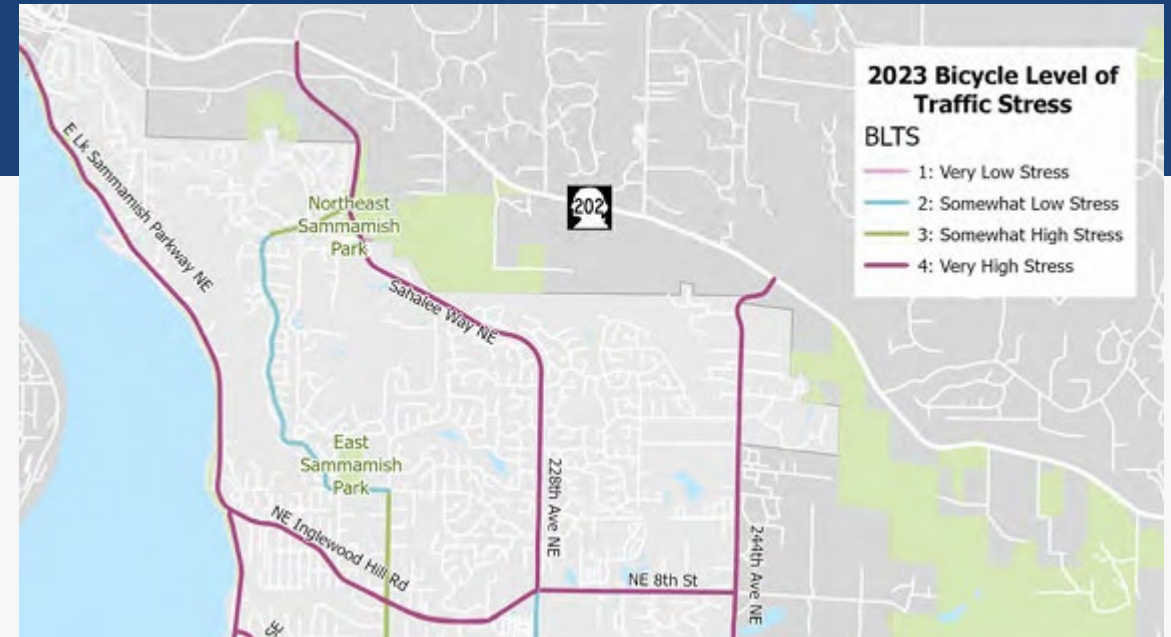 2023 Bicycle Level of
Traffic Stress
BLTS
1: Very Low Stress
2: Somewhat Low Stress
3: Somewhat High Stress
4: Very High Stress
E Lk Sammamish Parkway NE
Northeast
Sammamish
Park
202
Sahalee Way NE
East
Sammamish
Park
228th Ave NE
NE Inglewood Hill Rd
NE 8th St
244th Ave NE
SE